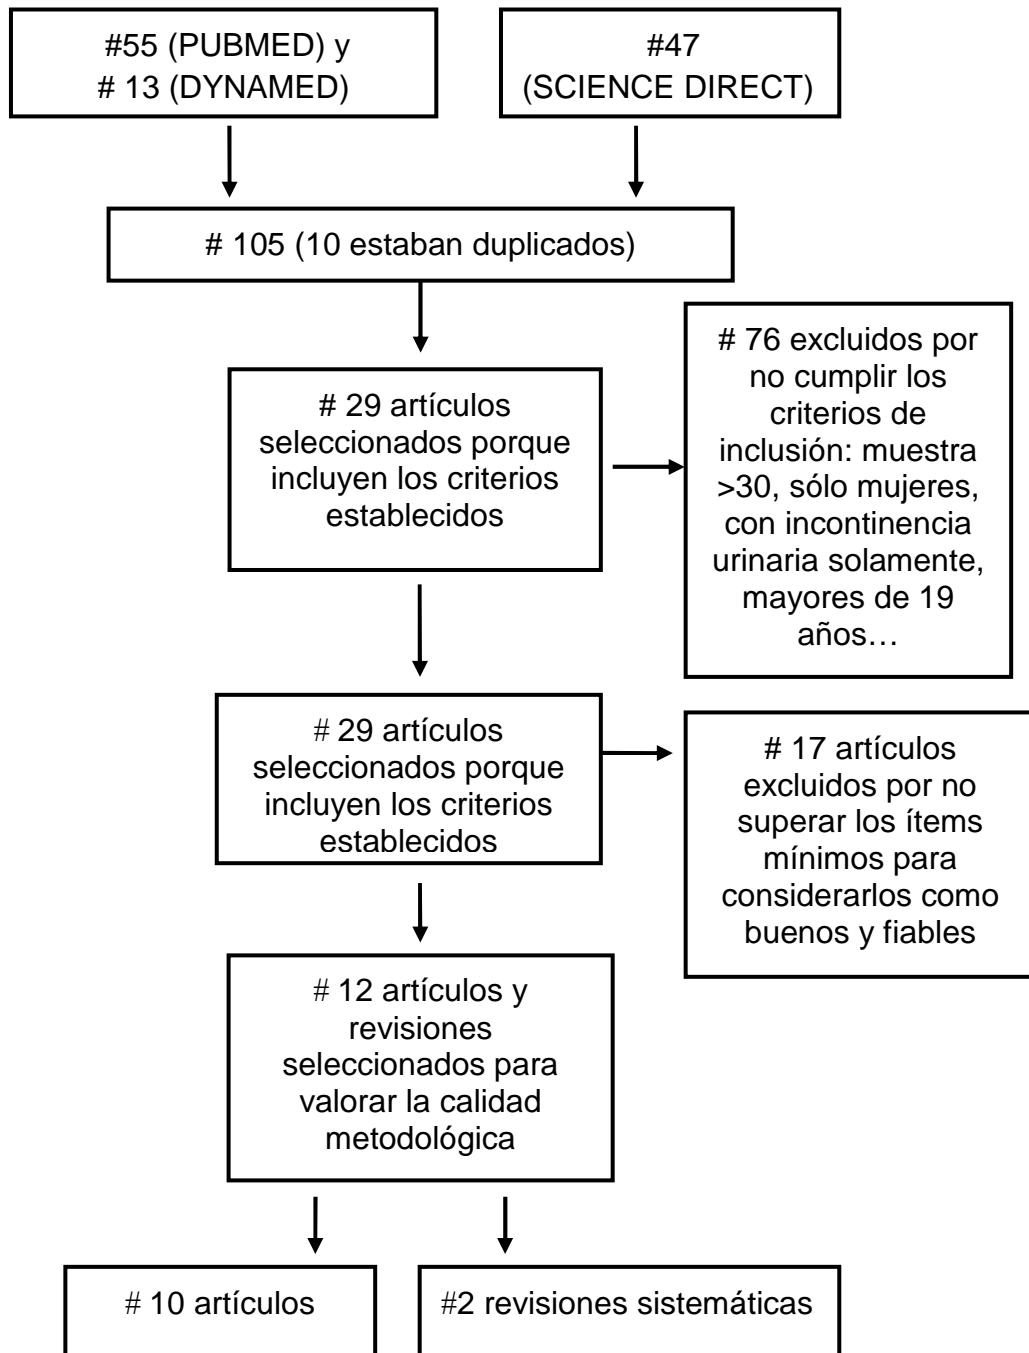 #55 (PUBMED) y
# 13 (DYNAMED)
#47
(SCIENCE DIRECT)
# 105 (10 estaban duplicados)
# 29 artículos
seleccionados porque
incluyen los criterios
establecidos
# 76 excluidos por
no cumplir los
criterios de
inclusión: muestra
>30, sólo mujeres,
con incontinencia
urinaria solamente,
mayores de 19
años…
# 29 artículos
seleccionados porque
incluyen los criterios
establecidos
# 17 artículos
excluidos por no
superar los ítems
mínimos para
considerarlos como
buenos y fiables
# 12 artículos y
revisiones
seleccionados para
valorar la calidad
metodológica
# 10 artículos
#2 revisiones sistemáticas